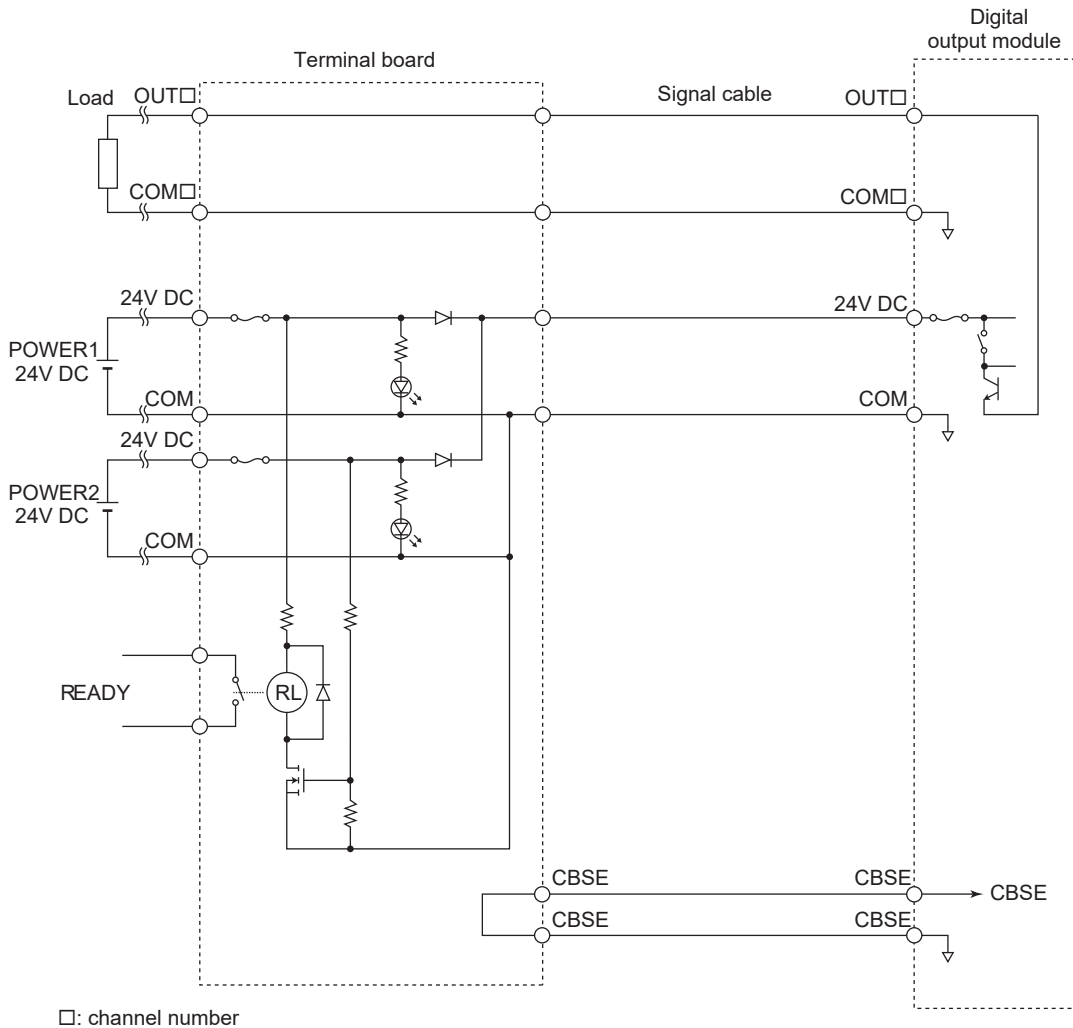 Digital
output module
Terminal board
Load
OUT□
Signal cable
OUT□
COM□
COM□
24V DC
24V DC
POWER1
24V DC
COM
COM
24V DC
POWER2
24V DC
COM
READY
RL
CBSE
CBSE
CBSE
CBSE
CBSE
□: channel number